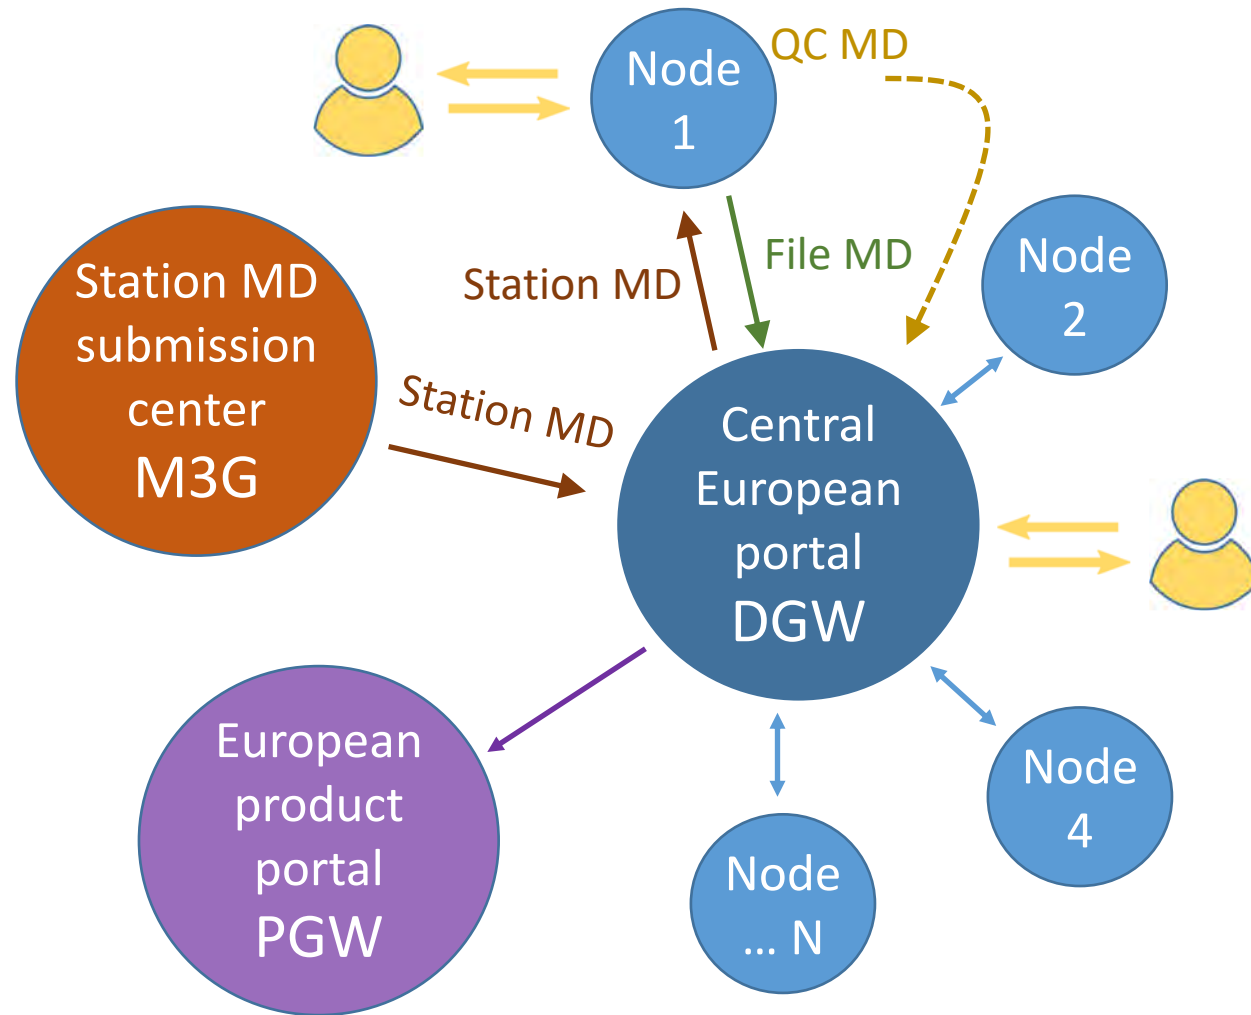 Node
1
QC MD
Station MD
submission
center
M3G
Station MD
File MD
Node
2
Station MD
Central
European
portal
DGW
European
product
portal
PGW
Node
4
Node
... N